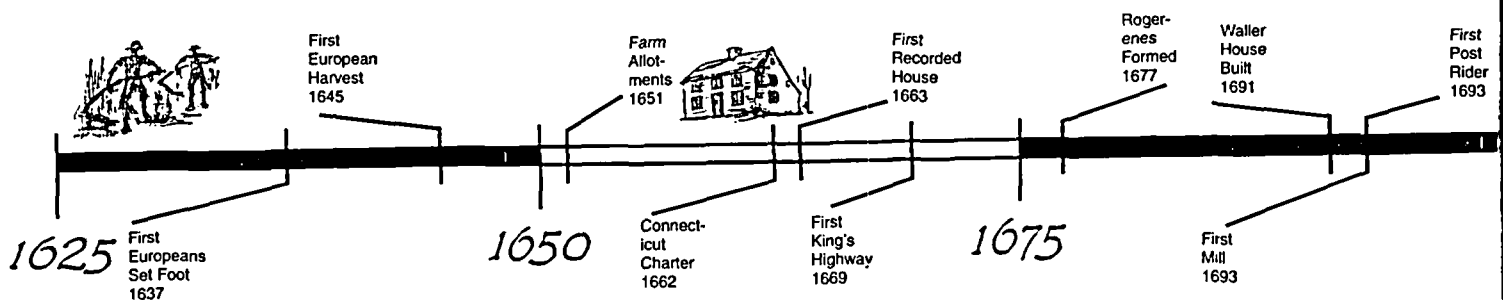 First
European
Harvest
1645
Farm
Allot-
ments
1651
First
Recorded
House
1663
Roger-
enes
Formed
1677
Waller
House
Built
1691
First
Post
Rider
1693
1625
First
Europeans
Set Foot
1637
1650
Connect-
icut
Charter
1662
First
King's
Highway
1669
1675
First
Mill
1693